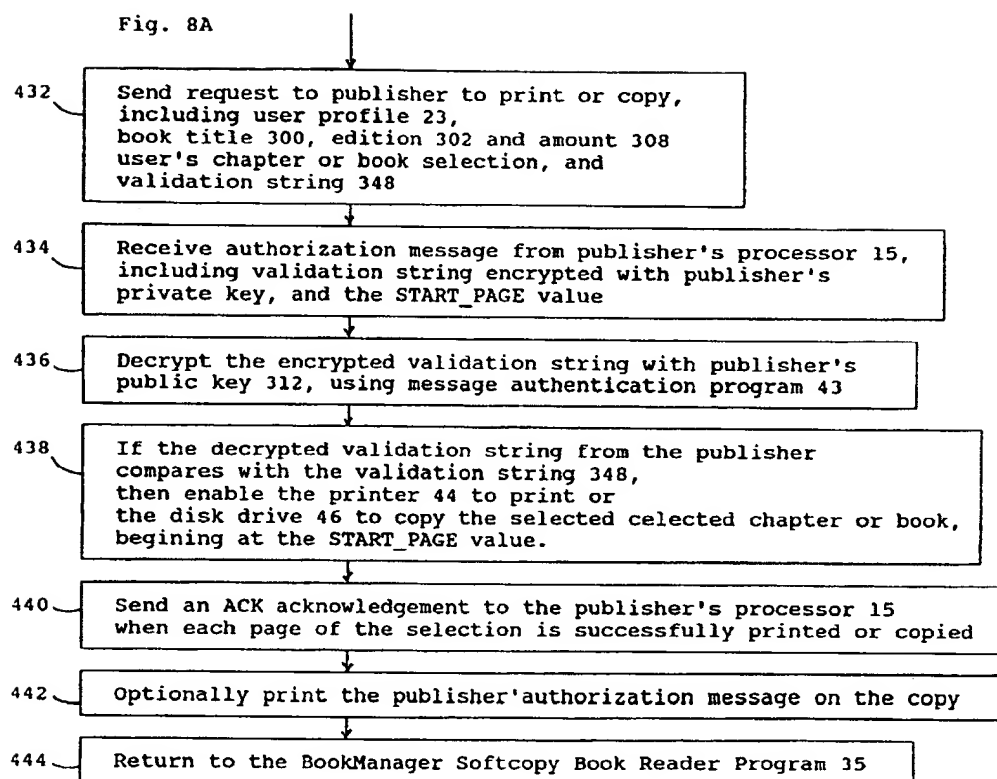 Fig. 8A
432
Send request to publisher to print or copy,
including user profile 23,
book title 300, edition 302 and amount 308
user's chapter or book selection, and
validation string 348
434
Receive authorization message from publisher's processor 15,
including validation string encrypted with publisher's
private key, and the START_PAGE value
436
Decrypt the encrypted validation string with publisher's
public key 312, using message authentication program 43
438
If the decrypted validation string from the publisher
compares with the validation string 348,
then enable the printer 44 to print or
the disk drive 46 to copy the selected celected chapter or book,
begining at the START_PAGE value.
440
Send an ACK acknowledgement to the publisher's processor 15
when each page of the selection is successfully printed or copied
442
Optionally print the publisher'authorization message on the copy
444
Return to the BookManager Softcopy Book Reader Program 35